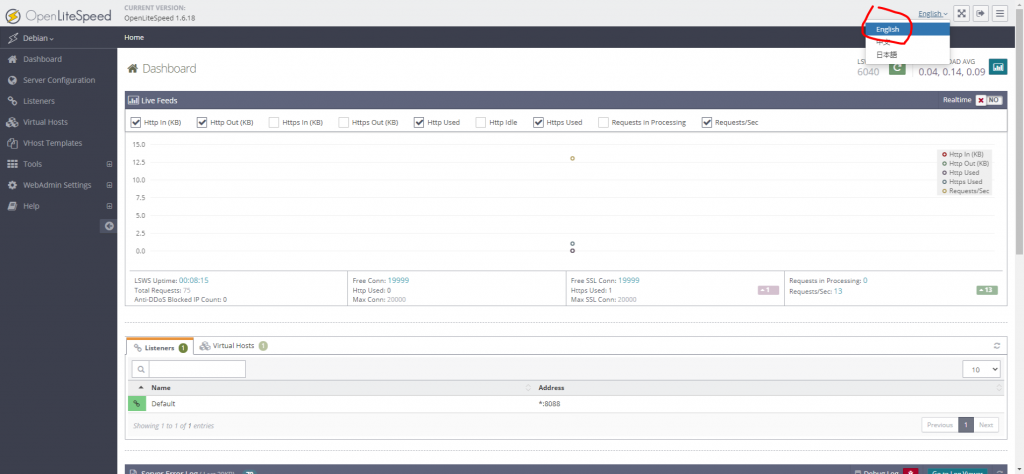 OpenLiteSpeed
CURRENT VERSION:
OpenLiteSpeed 1.6.18
English
English
中文
日本語
Debian
Home
Dashboard
Server Configuration
Listeners
Virtual Hosts
VHost Templates
Tools
WebAdmin Settings
Help
Dashboard
6040
0.04, 0.14, 0.09
Live Feeds
Realtime
NO
Http In (KB)
Http Out (KB)
Https In (KB)
Https Out (KB)
Http Used
Http Idle
Https Used
Requests in Processing
Requests/Sec
15.0
12.5
10.0
7.5
5.0
2.5
0.0
Http In (KB)
Http Out (KB)
Http Used
Https Used
Requests/Sec
LSWS Uptime: 00:08:15
Total Requests: 75
Anti-DDoS Blocked IP Count: 0
Free Conn: 19999
Http Used: 0
Max Conn: 20000
Free SSL Conn: 19999
Https Used: 1
Max SSL Conn: 20000
1
Requests in Processing: 0
Requests/Sec: 13
13
Listeners 1
Virtual Hosts 1
10
Name
Address
Default
*:8088
Showing 1 to 1 of 1 entries
Previous
1
Next
Server Error Log
Debug Log
Go to Log Viewer